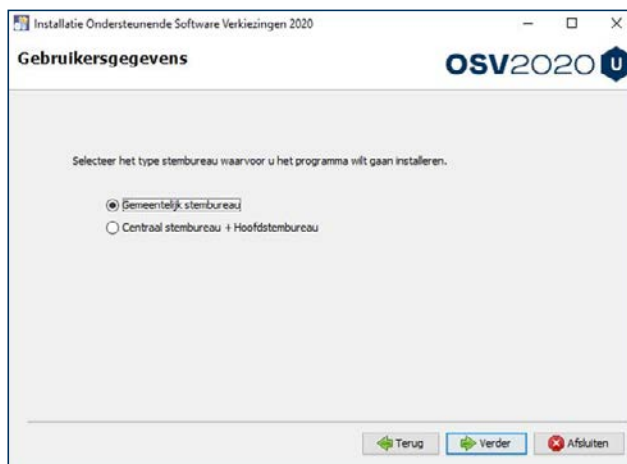 Installatie Ondersteunende Software Verkiezingen 2020
Gebruikersgegevens
OSV2020 U
Selecteer het type stembureau waarvoor u het programma wilt gaan installeren.
Gemeentelijk stembureau
Centraal stembureau + Hoofdstembureau
Terug
Verder
Afsluiten